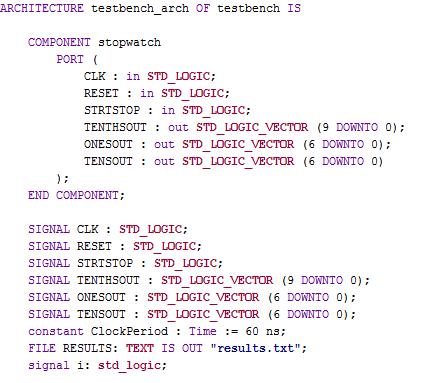 ARCHITECTURE testbench_arch OF testbench IS
COMPONENT stopwatch
PORT (
CLK : in STD_LOGIC;
RESET : in STD_LOGIC;
STRTSTOP : in STD_LOGIC;
TENTHSOUT : out STD_LOGIC_VECTOR (9 DOWNTO 0);
ONESOUT : out STD_LOGIC_VECTOR (6 DOWNTO 0);
TENSOUT : out STD_LOGIC_VECTOR (6 DOWNTO 0)
);
END COMPONENT;
SIGNAL CLK : STD_LOGIC;
SIGNAL RESET : STD_LOGIC;
SIGNAL STRTSTOP : STD_LOGIC;
SIGNAL TENTHSOUT : STD_LOGIC_VECTOR (9 DOWNTO 0);
SIGNAL ONESOUT : STD_LOGIC_VECTOR (6 DOWNTO 0);
SIGNAL TENSOUT : STD_LOGIC_VECTOR (6 DOWNTO 0);
constant ClockPeriod : Time := 60 ns;
FILE RESULTS: TEXT IS OUT "results.txt";
signal i: std_logic;